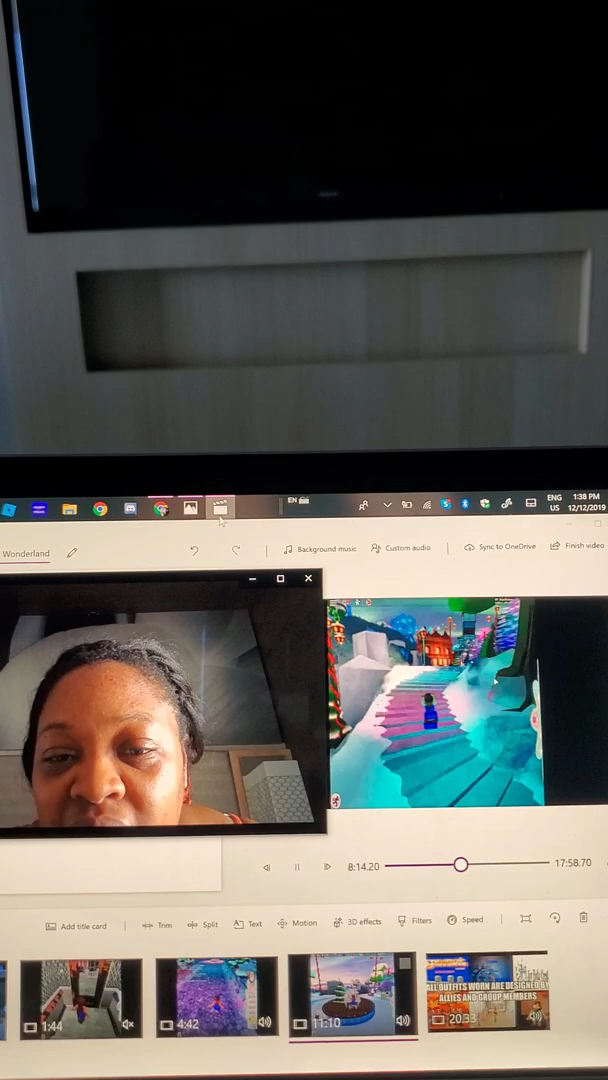 EN
ENG 1:38 PM
US 12/12/2019
Wonderland
Background music Custom audio Sync to OneDrive Finish video
8:14.20 17:58.70
Add title card Trim Split Text Motion 3D effects Filters Speed
1:44
4:42
11:10
ALL OUTFITS WORN ARE DESIGNED BY
ALLIES AND GROUP MEMBERS
20:33